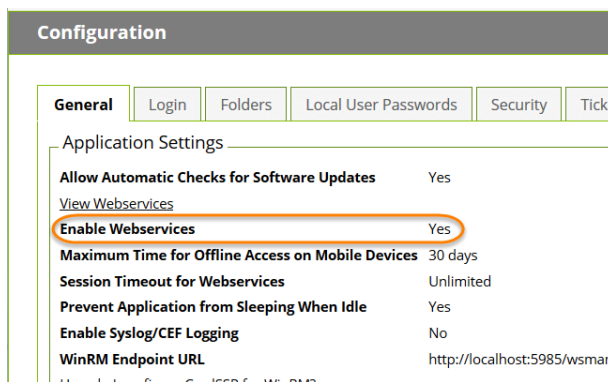 Configuration
General Login Folders Local User Passwords Security Tick
Application Settings
Allow Automatic Checks for Software Updates Yes
View Webservices
Enable Webservices Yes
Maximum Time for Offline Access on Mobile Devices 30 days
Session Timeout for Webservices Unlimited
Prevent Application from Sleeping When Idle Yes
Enable Syslog/CEF Logging No
WinRM Endpoint URL http://localhost:5985/wsman